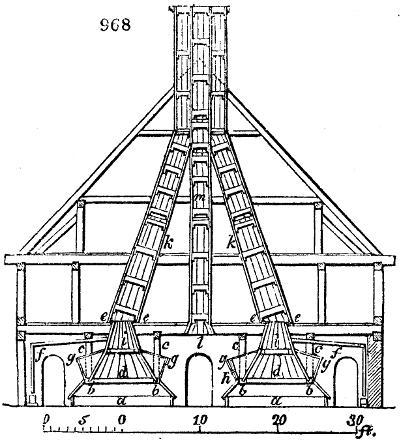 968
m
k k
e e e e
i l i
f g c c g g c c g f
d h d
b b b b
a a
0 5 0 10 20 30 ft.